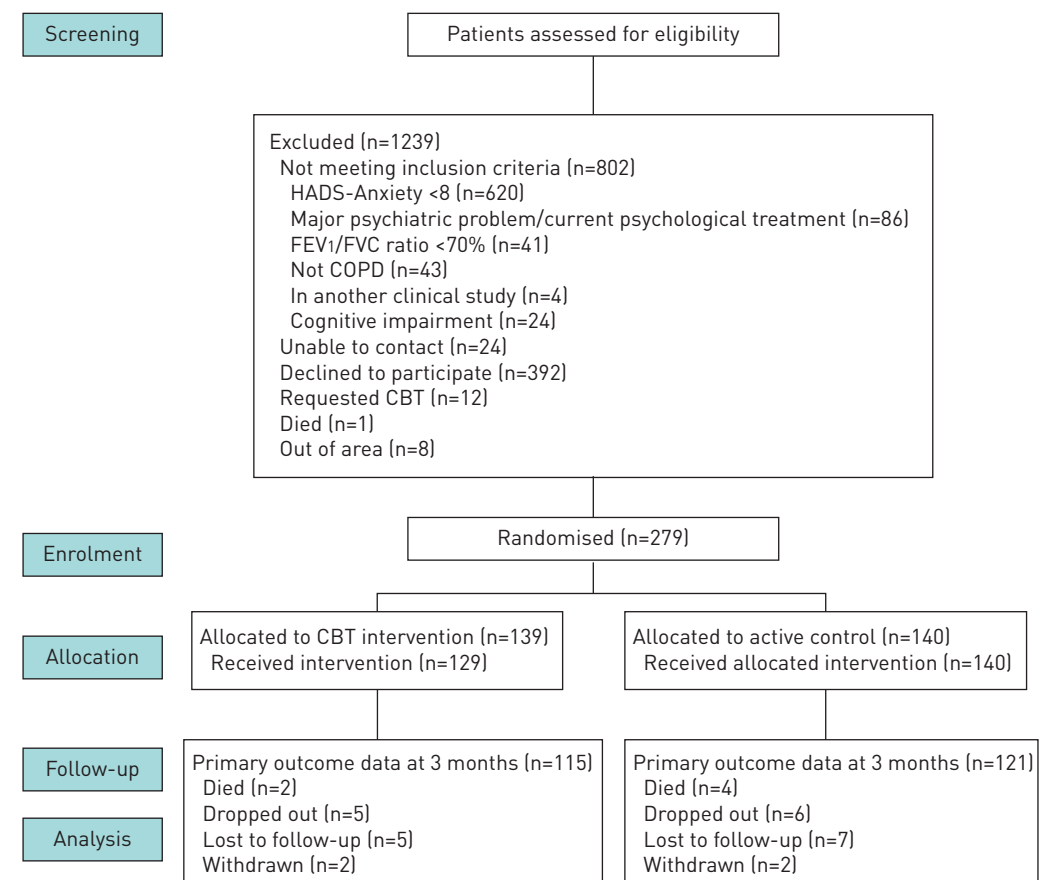 Screening
Patients assessed for eligibility
Excluded (n=1239)
Not meeting inclusion criteria (n=802)
HADS-Anxiety <8 (n=620)
Major psychiatric problem/current psychological treatment (n=86)
FEV1/FVC ratio <70% (n=41)
Not COPD (n=43)
In another clinical study (n=4)
Cognitive impairment (n=24)
Unable to contact (n=24)
Declined to participate (n=392)
Requested CBT (n=12)
Died (n=1)
Out of area (n=8)
Enrolment
Randomised (n=279)
Allocation
Allocated to CBT intervention (n=139)
Received intervention (n=129)
Allocated to active control (n=140)
Received allocated intervention (n=140)
Follow-up
Analysis
Primary outcome data at 3 months (n=115)
Died (n=2)
Dropped out (n=5)
Lost to follow-up (n=5)
Withdrawn (n=2)
Primary outcome data at 3 months (n=121)
Died (n=4)
Dropped out (n=6)
Lost to follow-up (n=7)
Withdrawn (n=2)